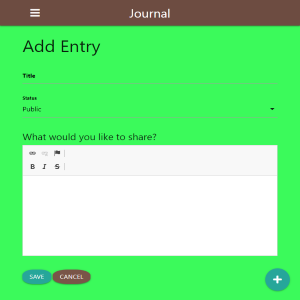 Journal
Add Entry
Title
Status
Public
What would you like to share?
B I S
SAVE CANCEL